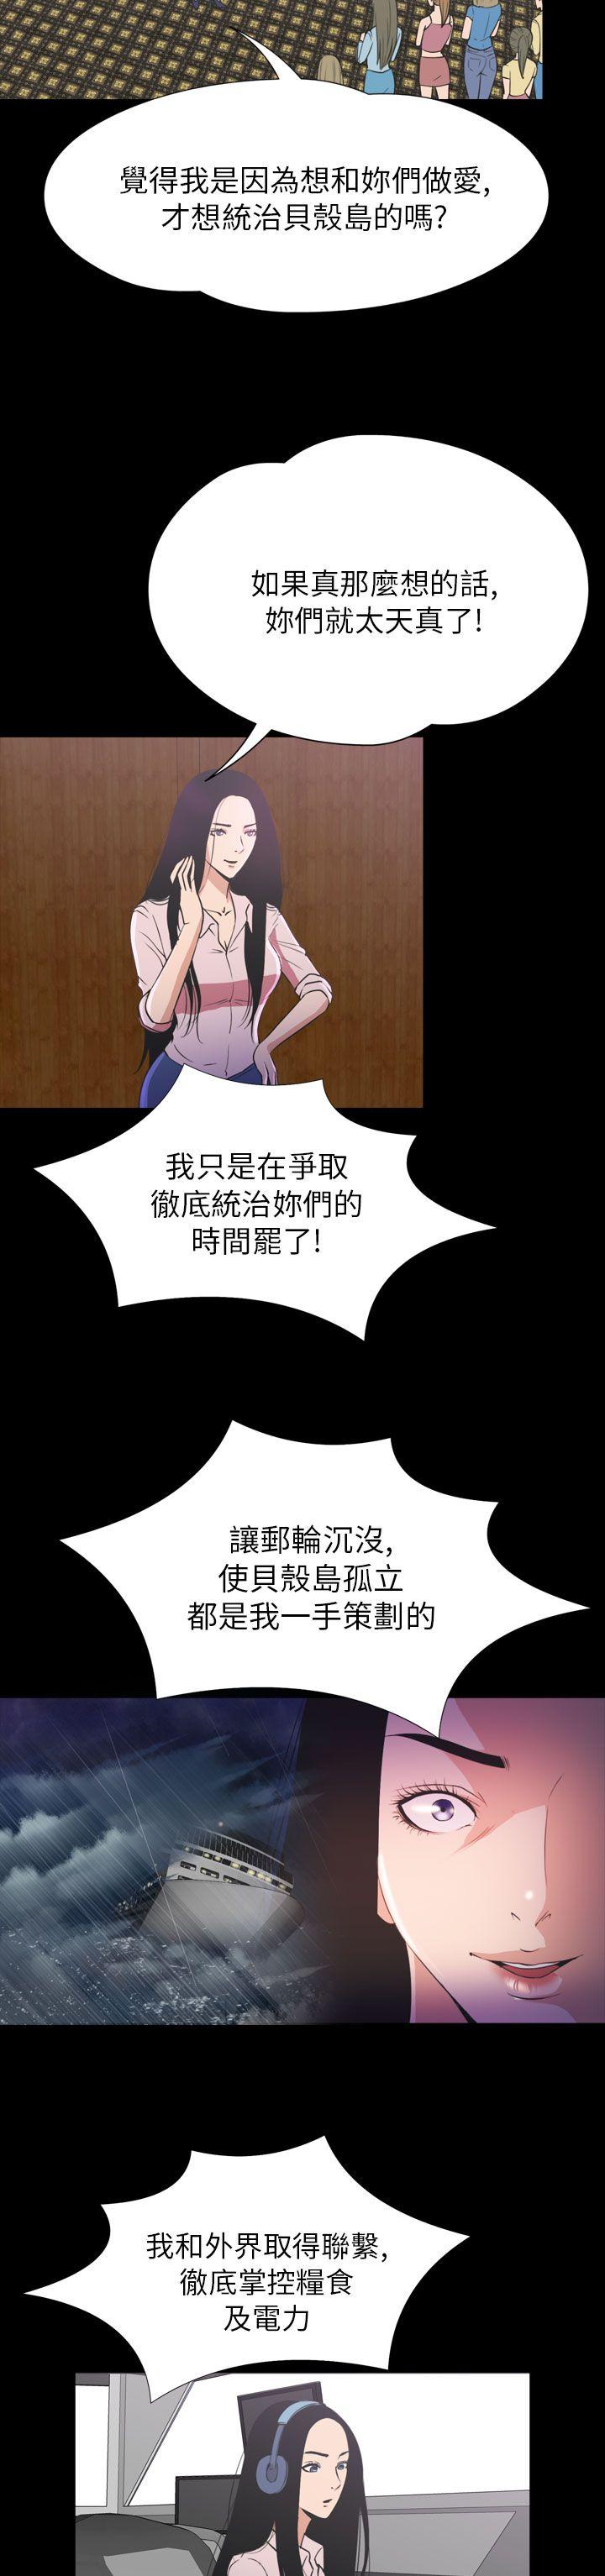 覺得我是因為想和妳們做愛,
才想統治貝殼島的嗎?
如果真那麼想的話,
妳們就太天真了!
我只是在爭取
徹底統治妳們的
時間罷了!
讓郵輪沉沒,
使貝殼島孤立
都是我一手策劃的
我和外界取得聯繫,
徹底掌控糧食
及電力